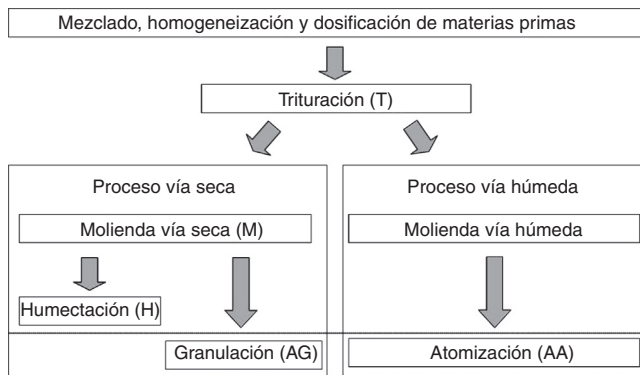 Mezclado, homogeneización y dosificación de materias primas
Trituración (T)
Proceso vía seca
Molienda vía seca (M)
Humectación (H)
Granulación (AG)
Proceso vía húmeda
Molienda vía húmeda
Atomización (AA)